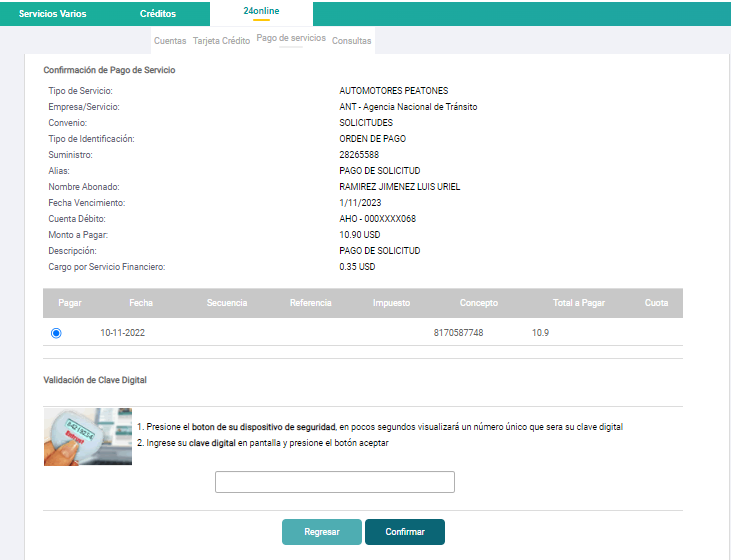 Servicios Varios Créditos 24online
Cuentas Tarjeta Crédito Pago de servicios Consultas
Confirmación de Pago de Servicio
Tipo de Servicio: AUTOMOTORES PEATONES
Empresa/Servicio: ANT - Agencia Nacional de Tránsito
Convenio: SOLICITUDES
Tipo de Identificación: ORDEN DE PAGO
Suministro: 28265588
Alias: PAGO DE SOLICITUD
Nombre Abonado: RAMIREZ JIMENEZ LUIS URIEL
Fecha Vencimiento: 1/11/2023
Cuenta Débito: AHO - 000XXXX068
Monto a Pagar: 10.90 USD
Descripción: PAGO DE SOLICITUD
Cargo por Servicio Financiero: 0.35 USD
Pagar Fecha Secuencia Referencia Impuesto Concepto Total a Pagar Cuota
10-11-2022 8170587748 10.9
Validación de Clave Digital
1. Presione el boton de su dispositivo de seguridad, en pocos segundos visualizará un número único que sera su clave digital
2. Ingrese su clave digital en pantalla y presione el botón aceptar
Regresar Confirmar